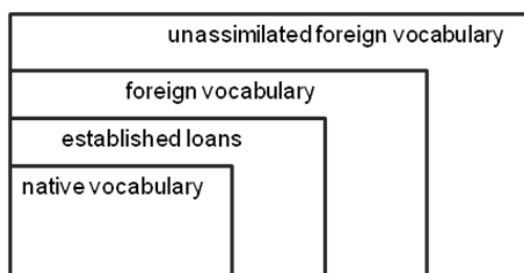 unassimilated foreign vocabulary
foreign vocabulary
established loans
native vocabulary